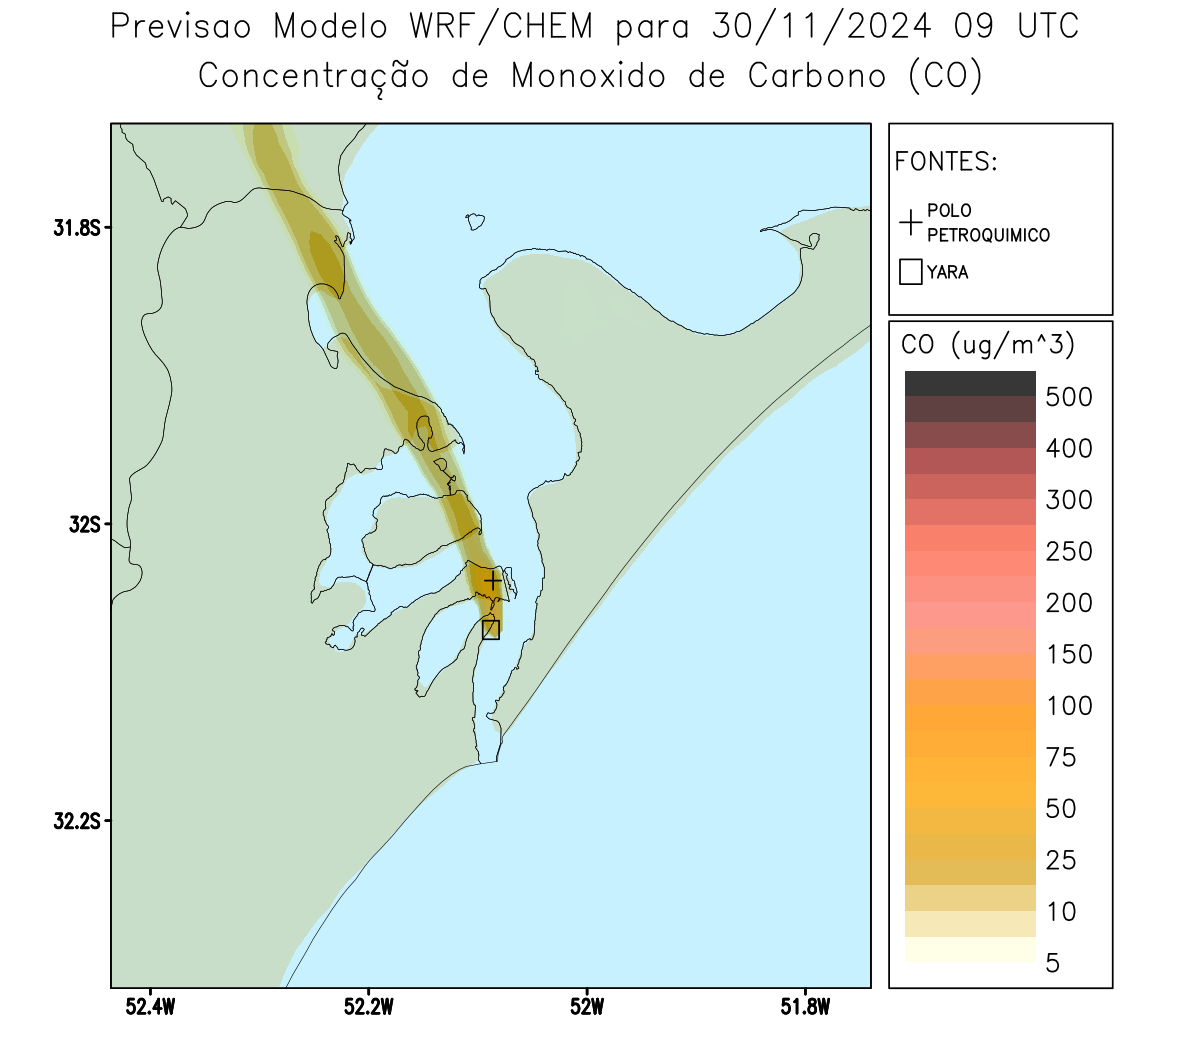 Previsao Modelo WRF/CHEM para 30/11/2024 09 UTC
Concentração de Monoxido de Carbono (CO)
FONTES:
POLO
PETROQUIMICO
YARA
CO (ug/m^3)
500
400
300
250
200
150
100
75
50
25
10
5
31.8S
32S
32.2S
52.4W
52.2W
52W
51.8W